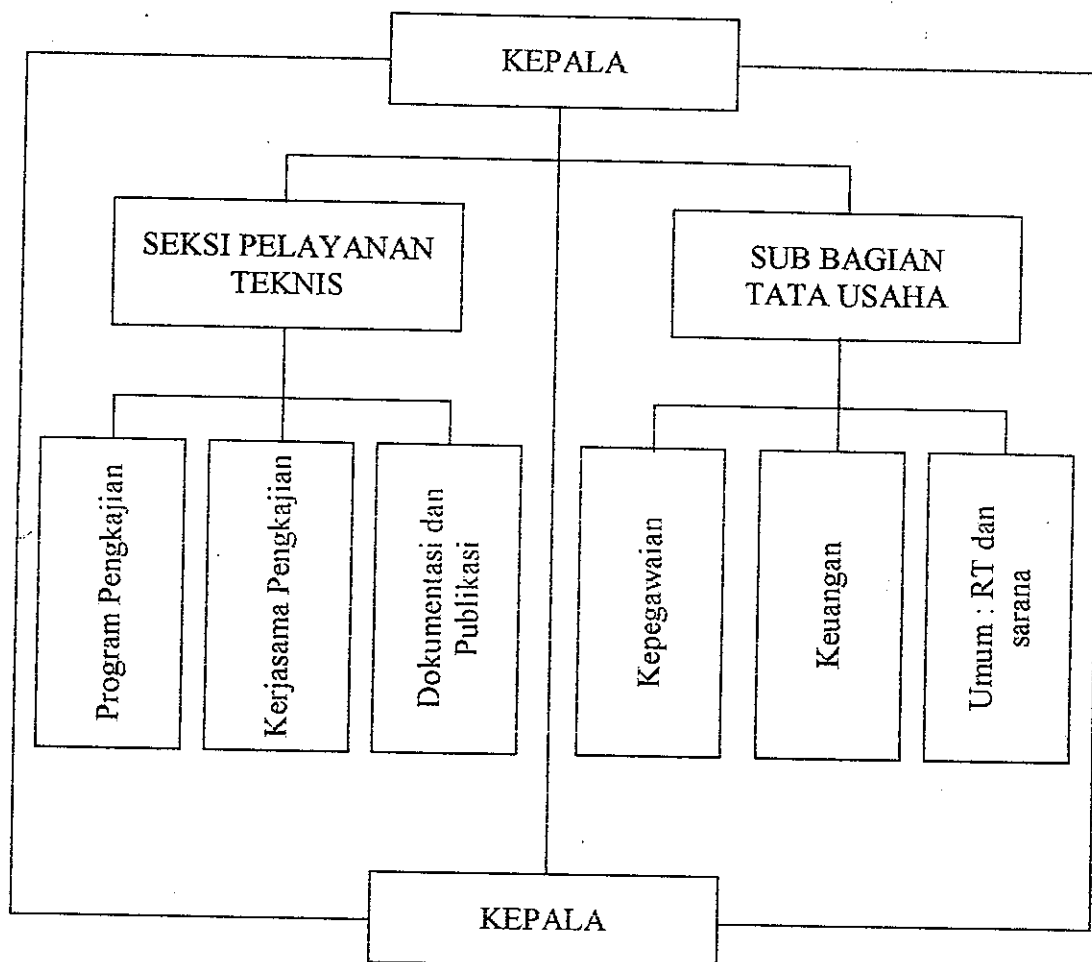 KEPALA
SEKSI PELAYANAN
TEKNIS
SUB BAGIAN
TATA USAHA
Program Pengkajian
Kerjasama Pengkajian
Dokumentasi dan
Publikasi
Kepegawaian
Keuangan
Umum : RT dan
sarana
KEPALA